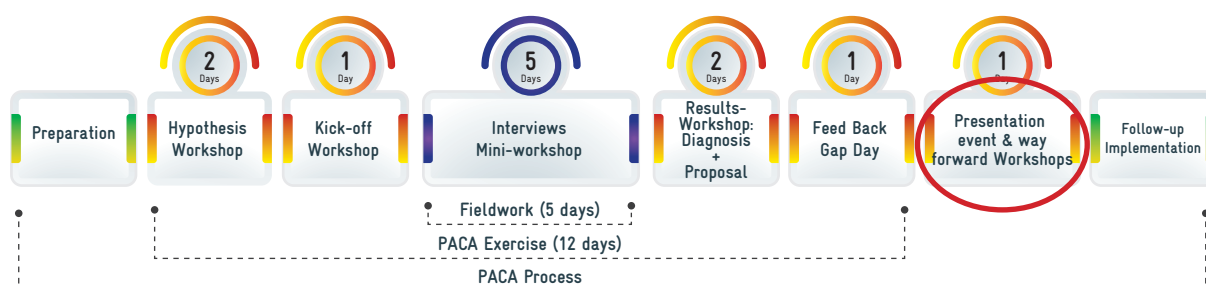 2
Days
1
Day
5
Days
2
Days
1
Day
1
Day
Preparation
Hypothesis
Workshop
Kick-off
Workshop
Interviews
Mini-workshop
Results-
Workshop:
Diagnosis
+
Proposal
Feed Back
Gap Day
Presentation
event & way
forward Workshops
Follow-up
Implementation
Fieldwork (5 days)
PACA Exercise (12 days)
PACA Process